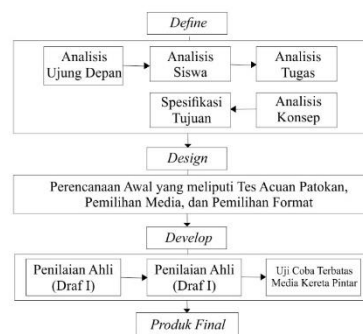 Define
Analisis
Ujung Depan
Analisis
Siswa
Analisis
Tugas
Spesifikasi
Tujuan
Analisis
Konsep
Design
Perencanaan Awal yang meliputi Tes Acuan Patokan,
Pemilihan Media, dan Pemilihan Format
Develop
Penilaian Ahli
(Draf I)
Penilaian Ahli
(Draf I)
Uji Coba Terbatas
Media Kereta Pintar
Produk Final